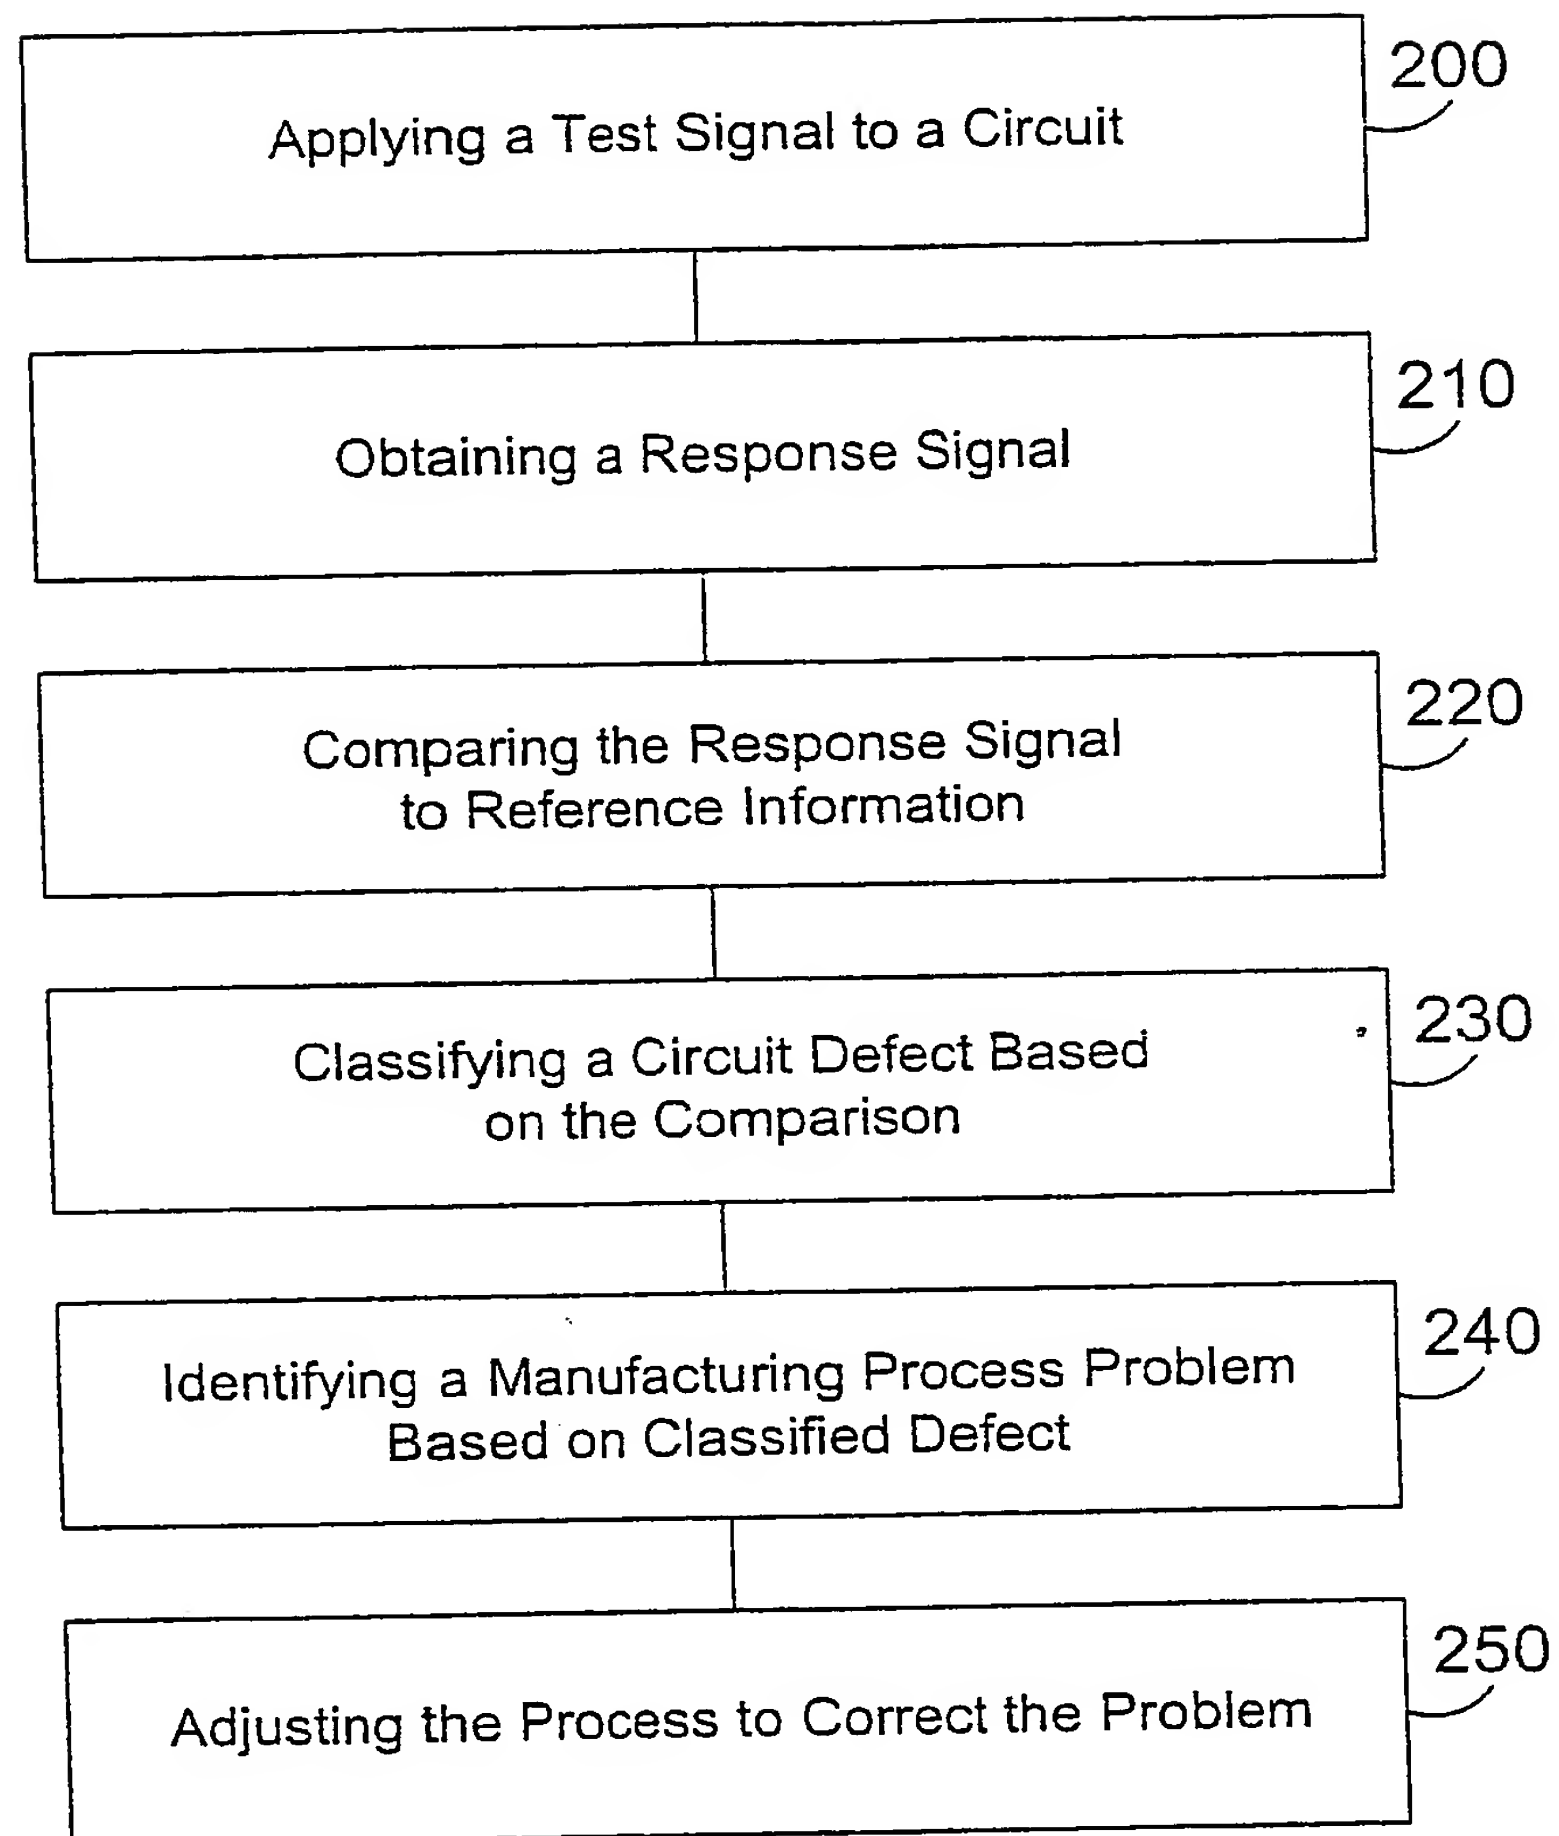 200
Applying a Test Signal to a Circuit
210
Obtaining a Response Signal
220
Comparing the Response Signal
to Reference Information
230
Classifying a Circuit Defect Based
on the Comparison
240
Identifying a Manufacturing Process Problem
Based on Classified Defect
250
Adjusting the Process to Correct the Problem